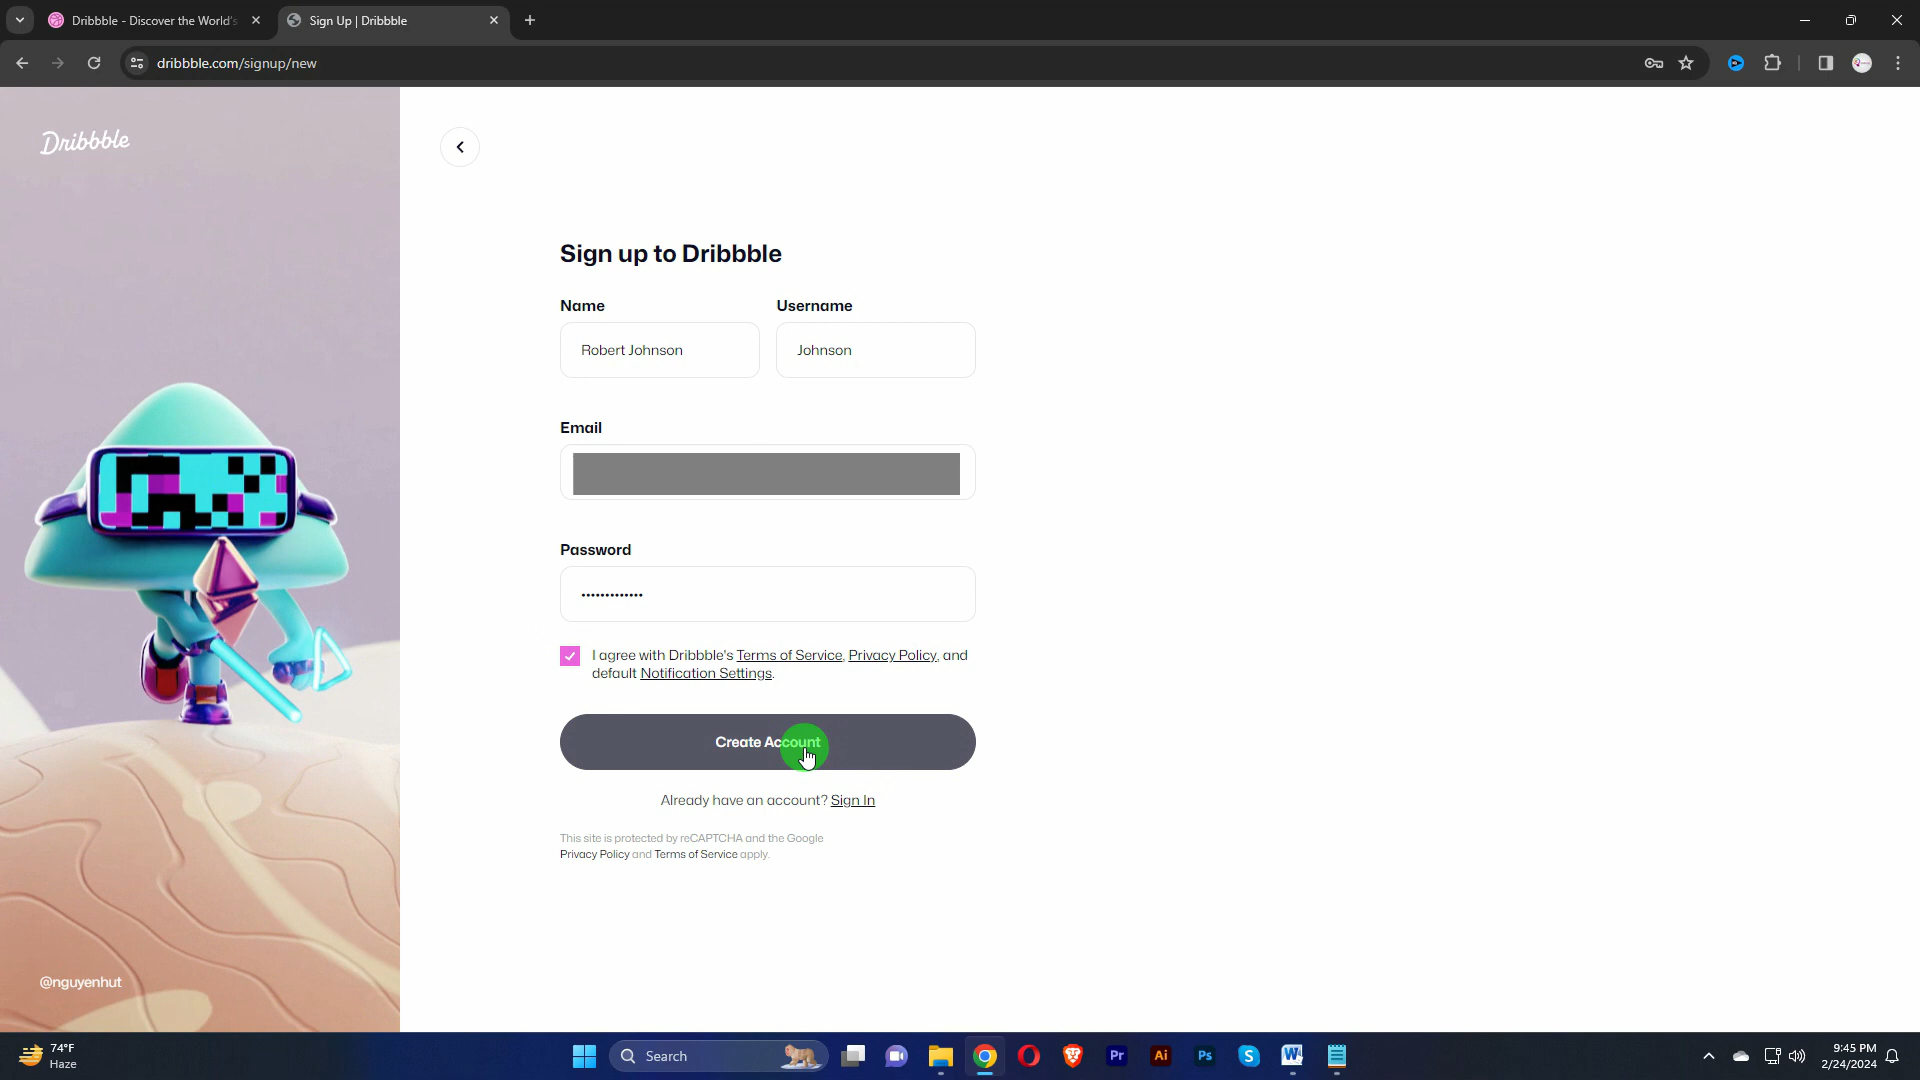 Dribbble - Discover the World's
Sign Up | Dribbble
dribbble.com/signup/new
Dribbble
Sign up to Dribbble
Name
Username
Robert Johnson
Johnson
Email
Password
•••••••••••••
I agree with Dribbble's Terms of Service, Privacy Policy, and
default Notification Settings.
Create Account
Already have an account? Sign In
This site is protected by reCAPTCHA and the Google
Privacy Policy and Terms of Service apply.
@nguyenhut
74°F
Haze
Search
Pr
Ai
Ps
S
W
9:45 PM
2/24/2024